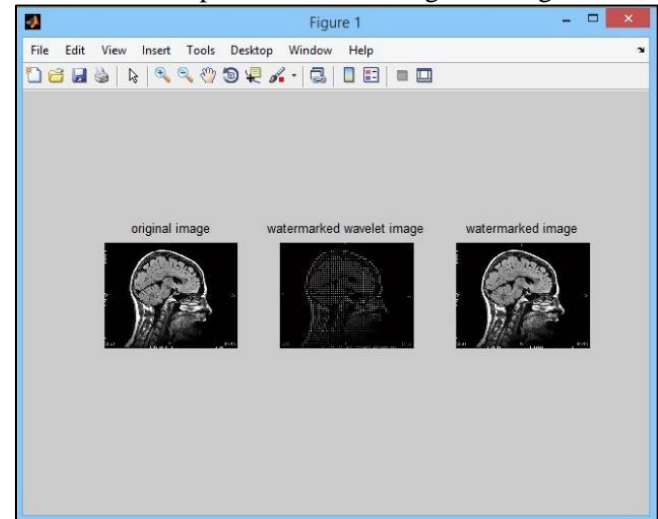 Figure 1
File Edit View Insert Tools Desktop Window Help
original image watermarked wavelet image watermarked image